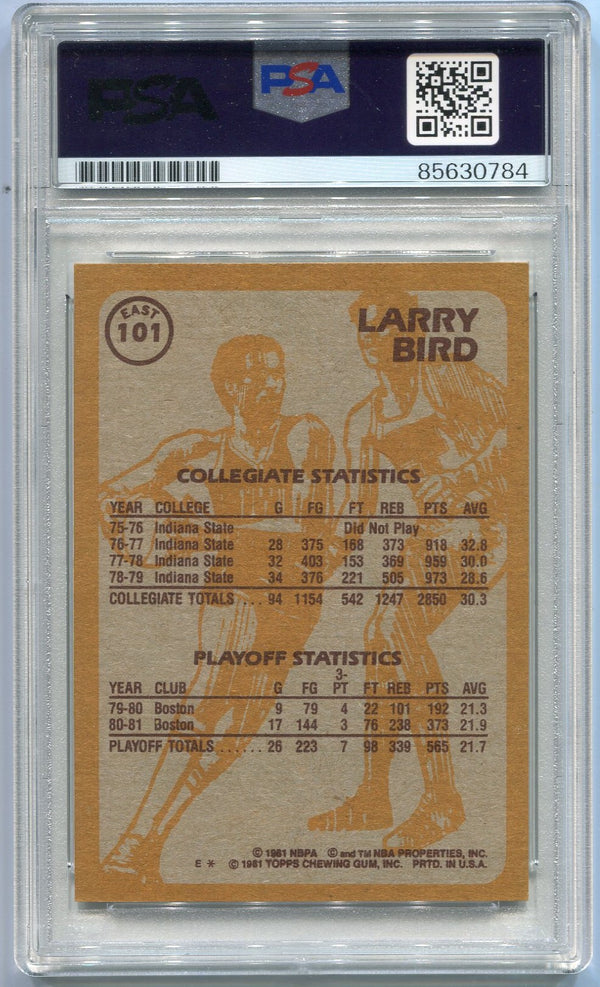 PSA
PSA
85630784
EAST
101
LARRY
BIRD
COLLEGIATE STATISTICS
YEAR COLLEGE G FG FT REB PTS AVG
75-76 Indiana State Did Not Play
76-77 Indiana State 28 375 168 373 918 32.8
77-78 Indiana State 32 403 153 369 959 30.0
78-79 Indiana State 34 376 221 505 973 28.6
COLLEGIATE TOTALS ... 94 1154 542 1247 2850 30.3
PLAYOFF STATISTICS
3-
YEAR CLUB G FG PT FT REB PTS AVG
79-80 Boston 9 79 4 22 101 192 21.3
80-81 Boston 17 144 3 76 238 373 21.9
PLAYOFF TOTALS ...... 26 223 7 98 339 565 21.7
© 1981 NBPA © and TM NBA PROPERTIES, INC.
E * © 1981 TOPPS CHEWING GUM, INC. PRTD. IN U.S.A.